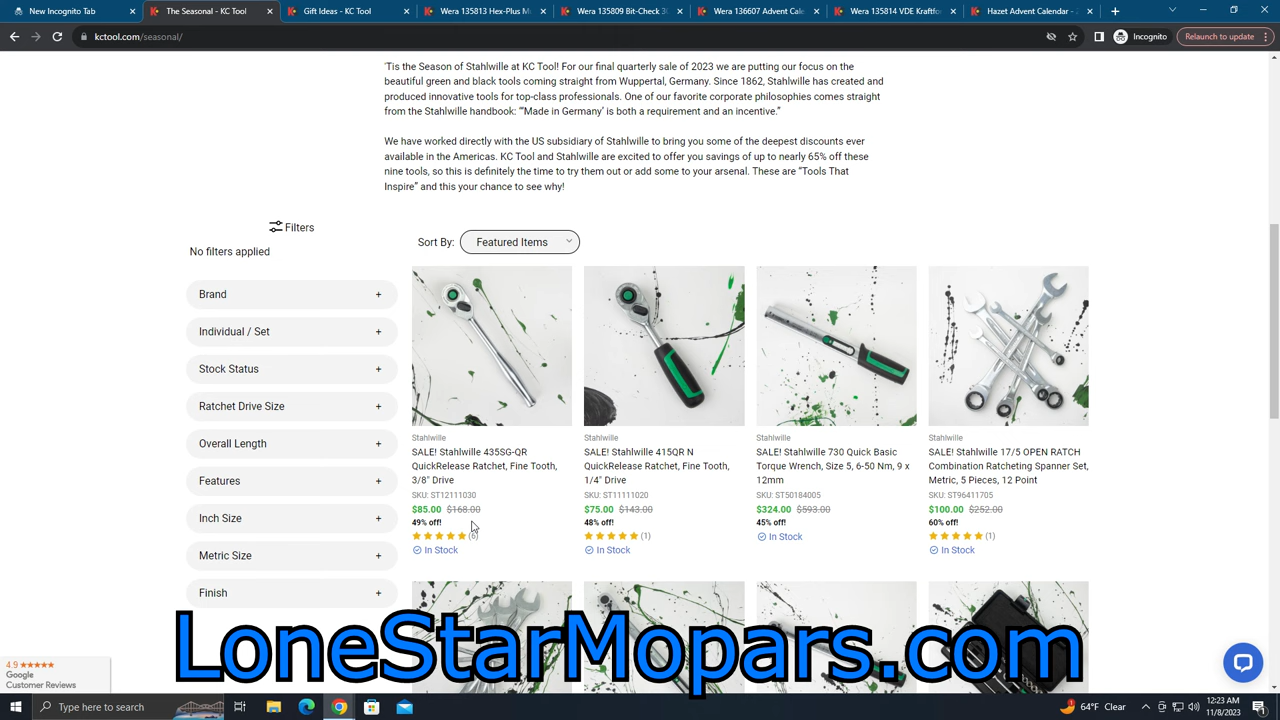 New Incognito Tab
Seasonal - KC Tool
Gift Ideas - KC Tool
Wera 135813 Hex-Plus M
Wera 135809 Bit-Check 3
Wera 136607 Advent Cale
Wera 135814 VDE Kraftfor
Hazet Advent Calendar - 2
kctool.com/seasonal/
Incognito
Relaunch to update
'Tis the Season of Stahlwille at KC Tool! For our final quarterly sale of 2023 we are putting our focus on the
beautiful green and black tools coming straight from Wuppertal, Germany. Since 1862, Stahlwille has created and
produced innovative tools for top-class professionals. One of our favorite corporate philosophies comes straight
from the Stahlwille handbook: "'Made in Germany' is both a requirement and an incentive."
We have worked directly with the US subsidiary of Stahlwille to bring you some of the deepest discounts ever
available in the Americas. KC Tool and Stahlwille are excited to offer you savings of up to nearly 65% off these
nine tools, so this is definitely the time to try them out or add some to your arsenal. These are "Tools That
Inspire" and this your chance to see why!
Filters
No filters applied
Brand +
Individual / Set +
Stock Status +
Ratchet Drive Size +
Overall Length +
Features +
Inch Size +
Metric Size +
Finish +
Sort By: Featured Items
Stahlwille
SALE! Stahlwille 435SG-QR
QuickRelease Ratchet, Fine Tooth,
3/8" Drive
SKU: ST12111030
$85.00 $168.00
49% off!
(6)
In Stock
Stahlwille
SALE! Stahlwille 415QR N
QuickRelease Ratchet, Fine Tooth,
1/4" Drive
SKU: ST11111020
$75.00 $143.00
48% off!
(1)
In Stock
Stahlwille
SALE! Stahlwille 730 Quick Basic
Torque Wrench, Size 5, 6-50 Nm, 9 x
12mm
SKU: ST50184005
$324.00 $593.00
45% off!
In Stock
Stahlwille
SALE! Stahlwille 17/5 OPEN RATCH
Combination Ratcheting Spanner Set,
Metric, 5 Pieces, 12 Point
SKU: ST96411705
$100.00 $252.00
60% off!
(1)
In Stock
LoneStarMopars.com
4.9
Google
Customer Reviews
Type here to search
64°F Clear
12:23 AM
11/8/2023
1